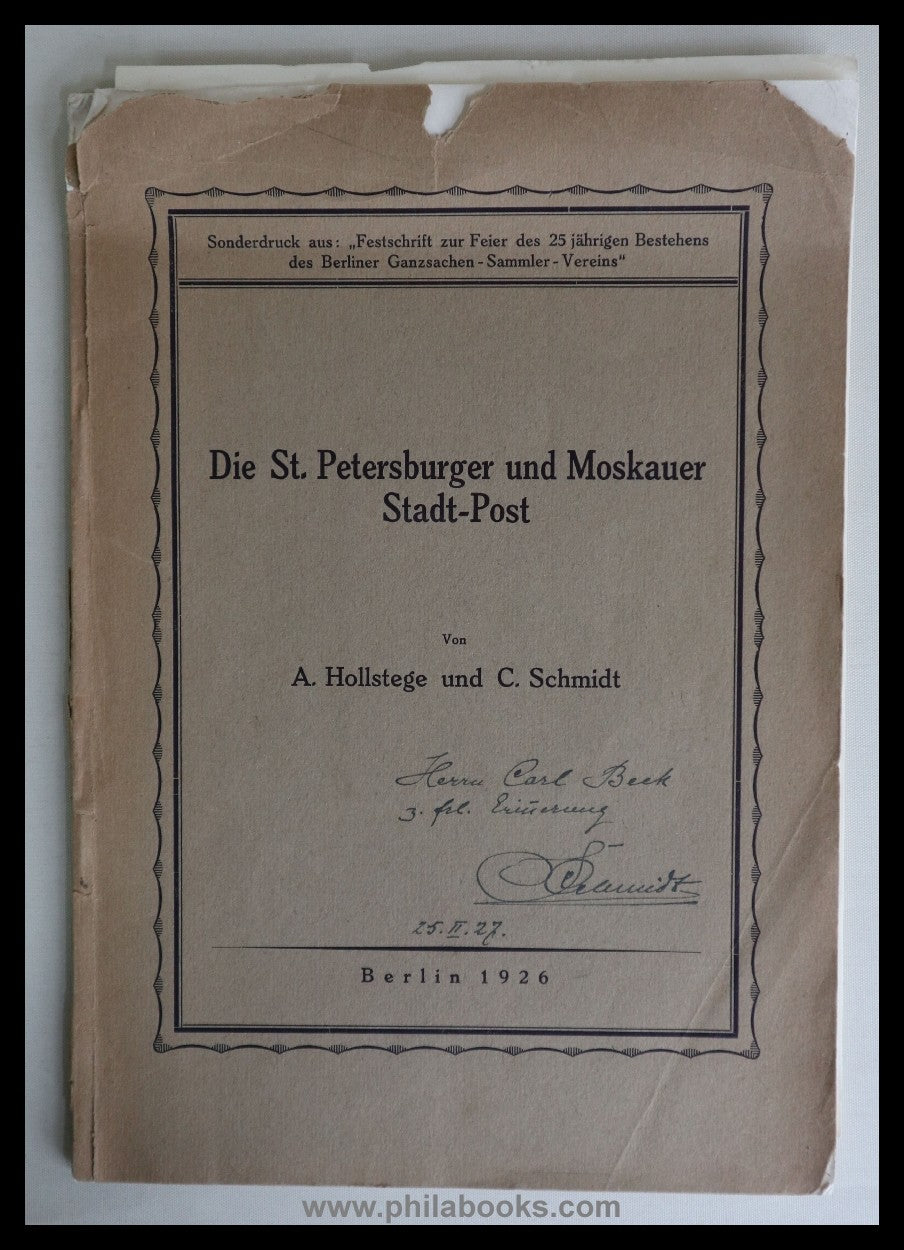 Sonderdruck aus: „Festschrift zur Feier des 25 jährigen Bestehens
des Berliner Ganzsachen-Sammler-Vereins“
Die St. Petersburger und Moskauer
Stadt-Post
Von
A. Hollstege und C. Schmidt
Herrn Carl Beck
z. frl. Erinnerung
C Schmidt
25. II. 27.
Berlin 1926
www.philabooks.com